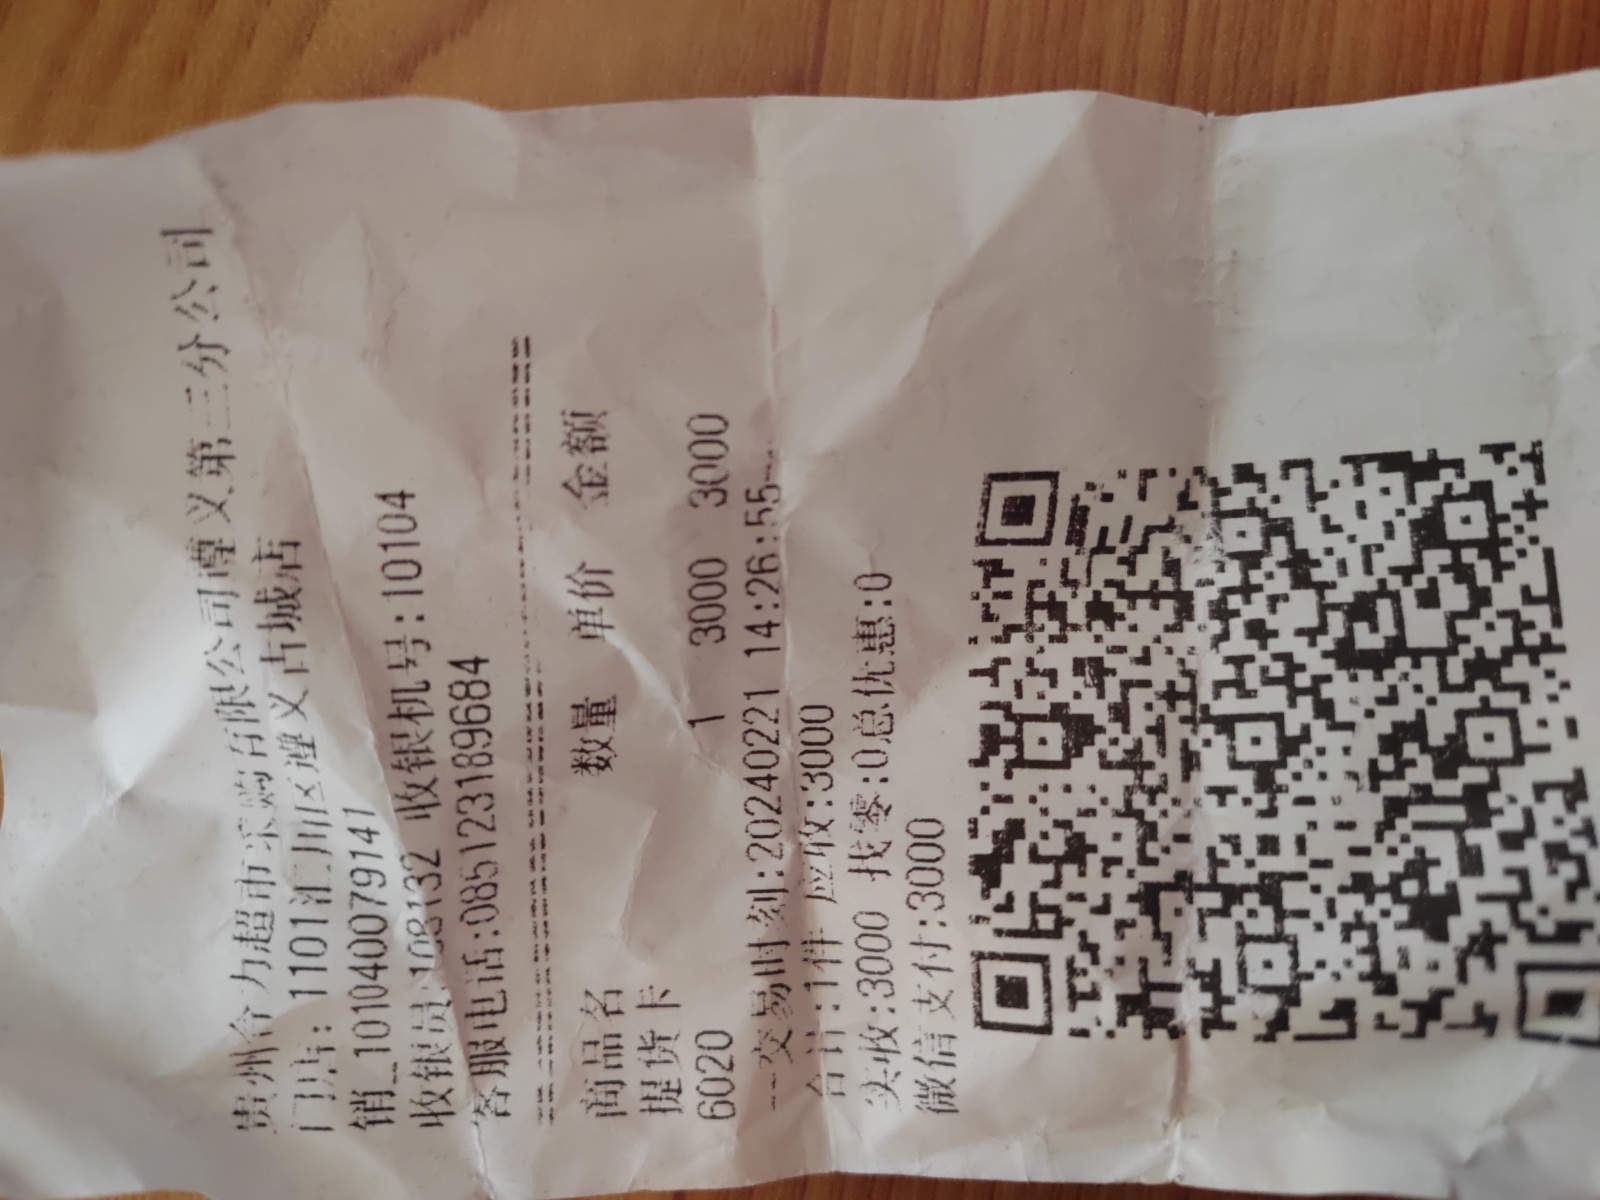 贵州合力超市采购有限公司遵义第三分公司
门店：1101汇川区遵义古城店
销_101040079141
收银员:1081132 收银机号:10104
客服电话:085123189684
商品名 数量 单价 金额
提货卡
6020 1 3000 3000
--交易时刻:20240221 14:26:55--
合计:1件 应收:3000
实收:3000 找零:0总优惠:0
微信支付:3000